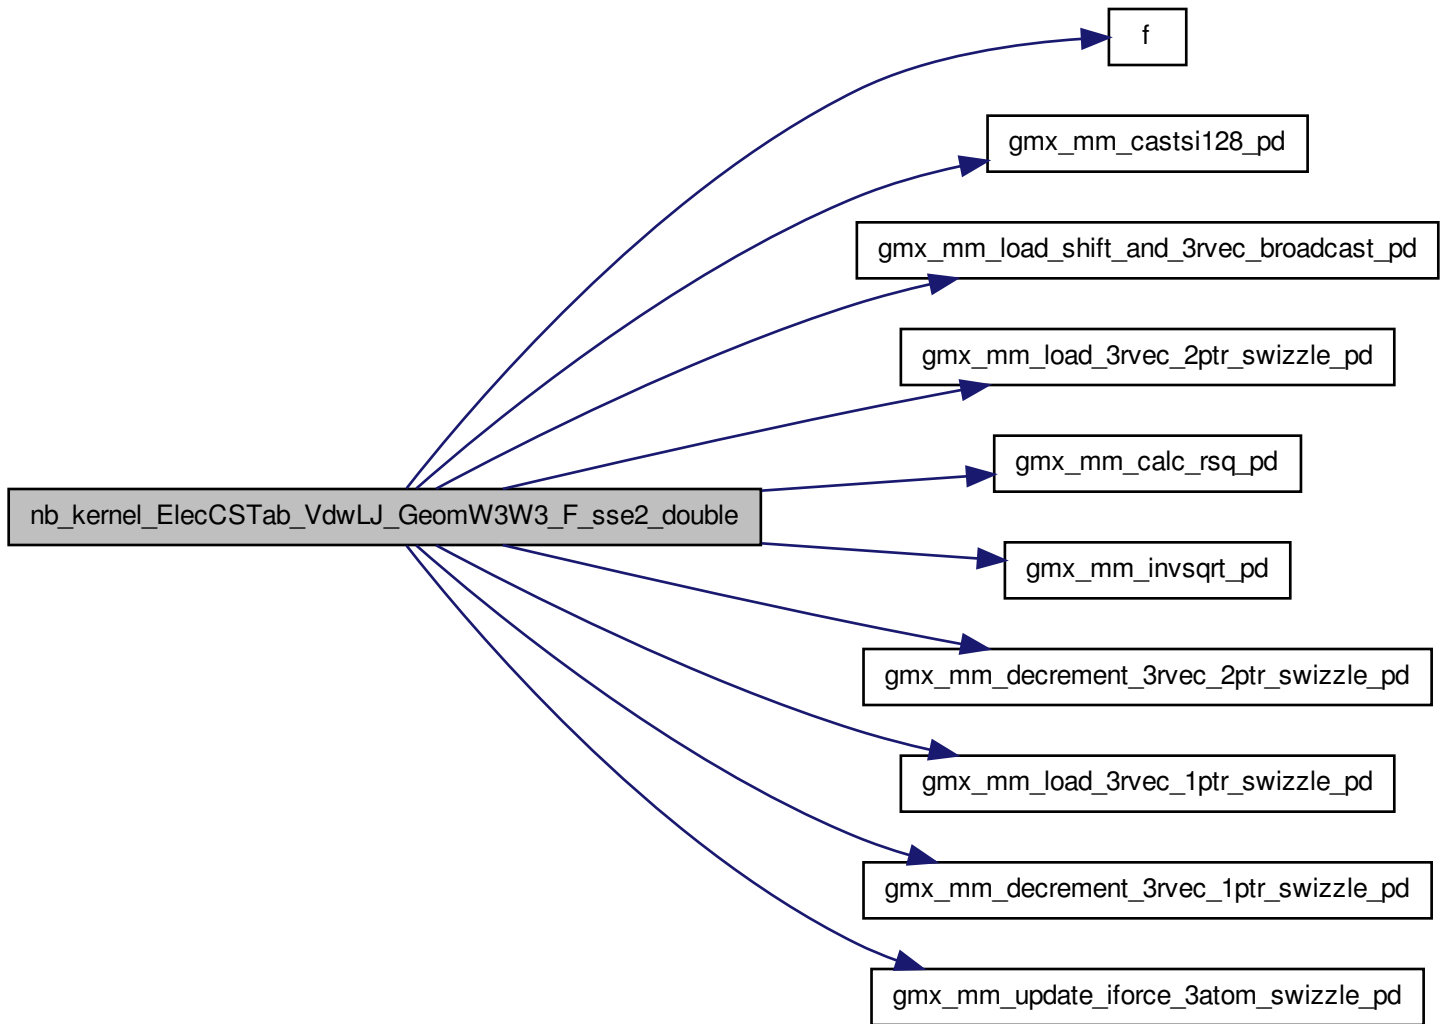 f
gmx_mm_castsi128_pd
gmx_mm_load_shift_and_3rvec_broadcast_pd
gmx_mm_load_3rvec_2ptr_swizzle_pd
gmx_mm_calc_rsq_pd
nb_kernel_ElecCSTab_VdwLJ_GeomW3W3_F_sse2_double
gmx_mm_invsqrt_pd
gmx_mm_decrement_3rvec_2ptr_swizzle_pd
gmx_mm_load_3rvec_1ptr_swizzle_pd
gmx_mm_decrement_3rvec_1ptr_swizzle_pd
gmx_mm_update_iforce_3atom_swizzle_pd